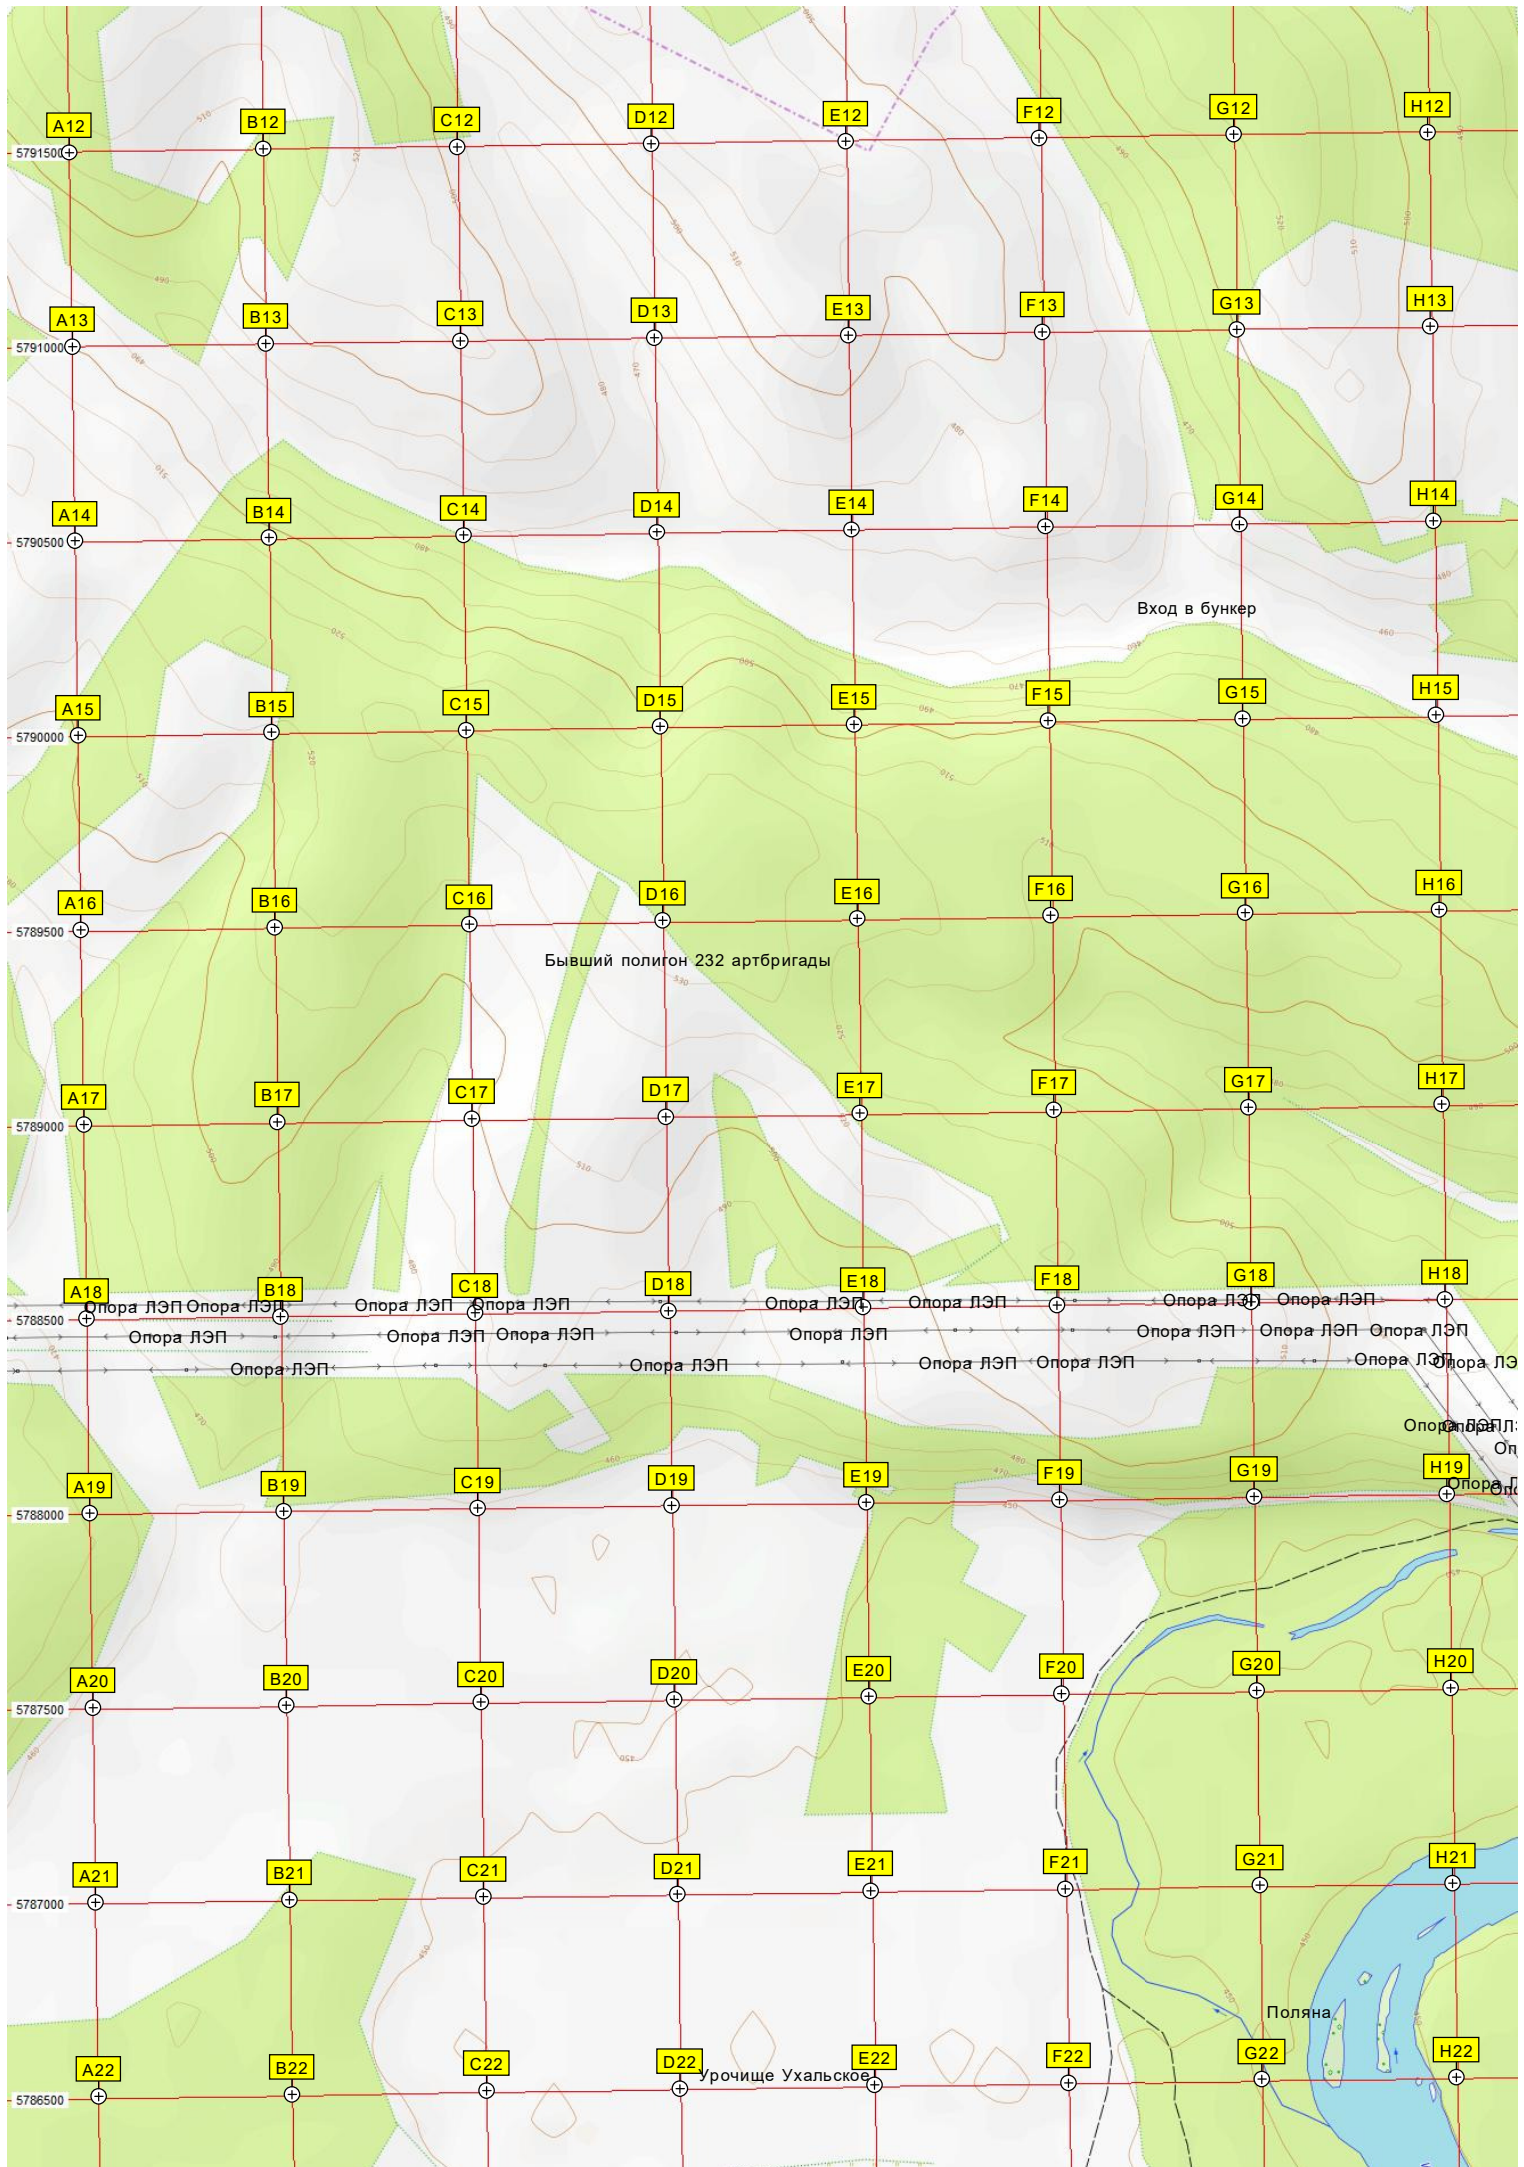 A12 B12 C12 D12 E12 F12 G12 H12
5791500
A13 B13 C13 D13 E13 F13 G13 H13
5791000
A14 B14 C14 D14 E14 F14 G14 H14
5790500
Вход в бункер
A15 B15 C15 D15 E15 F15 G15 H15
5790000
A16 B16 C16 D16 E16 F16 G16 H16
5789500
Бывший полигон 232 артбригады
A17 B17 C17 D17 E17 F17 G17 H17
5789000
A18 B18 C18 D18 E18 F18 G18 H18
Опора ЛЭП Опора ЛЭП Опора ЛЭП Опора ЛЭП Опора ЛЭП Опора ЛЭП Опора ЛЭП Опора ЛЭП
5788500
Опора ЛЭП Опора ЛЭП Опора ЛЭП Опора ЛЭП Опора ЛЭП Опора ЛЭП Опора ЛЭП
Опора ЛЭП Опора ЛЭП Опора ЛЭП Опора ЛЭП Опора ЛЭП Опора ЛЭ
Опора ЛЭП
A19 B19 C19 D19 E19 F19 G19 H19
5788000
A20 B20 C20 D20 E20 F20 G20 H20
5787500
A21 B21 C21 D21 E21 F21 G21 H21
5787000
Поляна
A22 B22 C22 D22 E22 F22 G22 H22
Урочище Ухальское
5786500